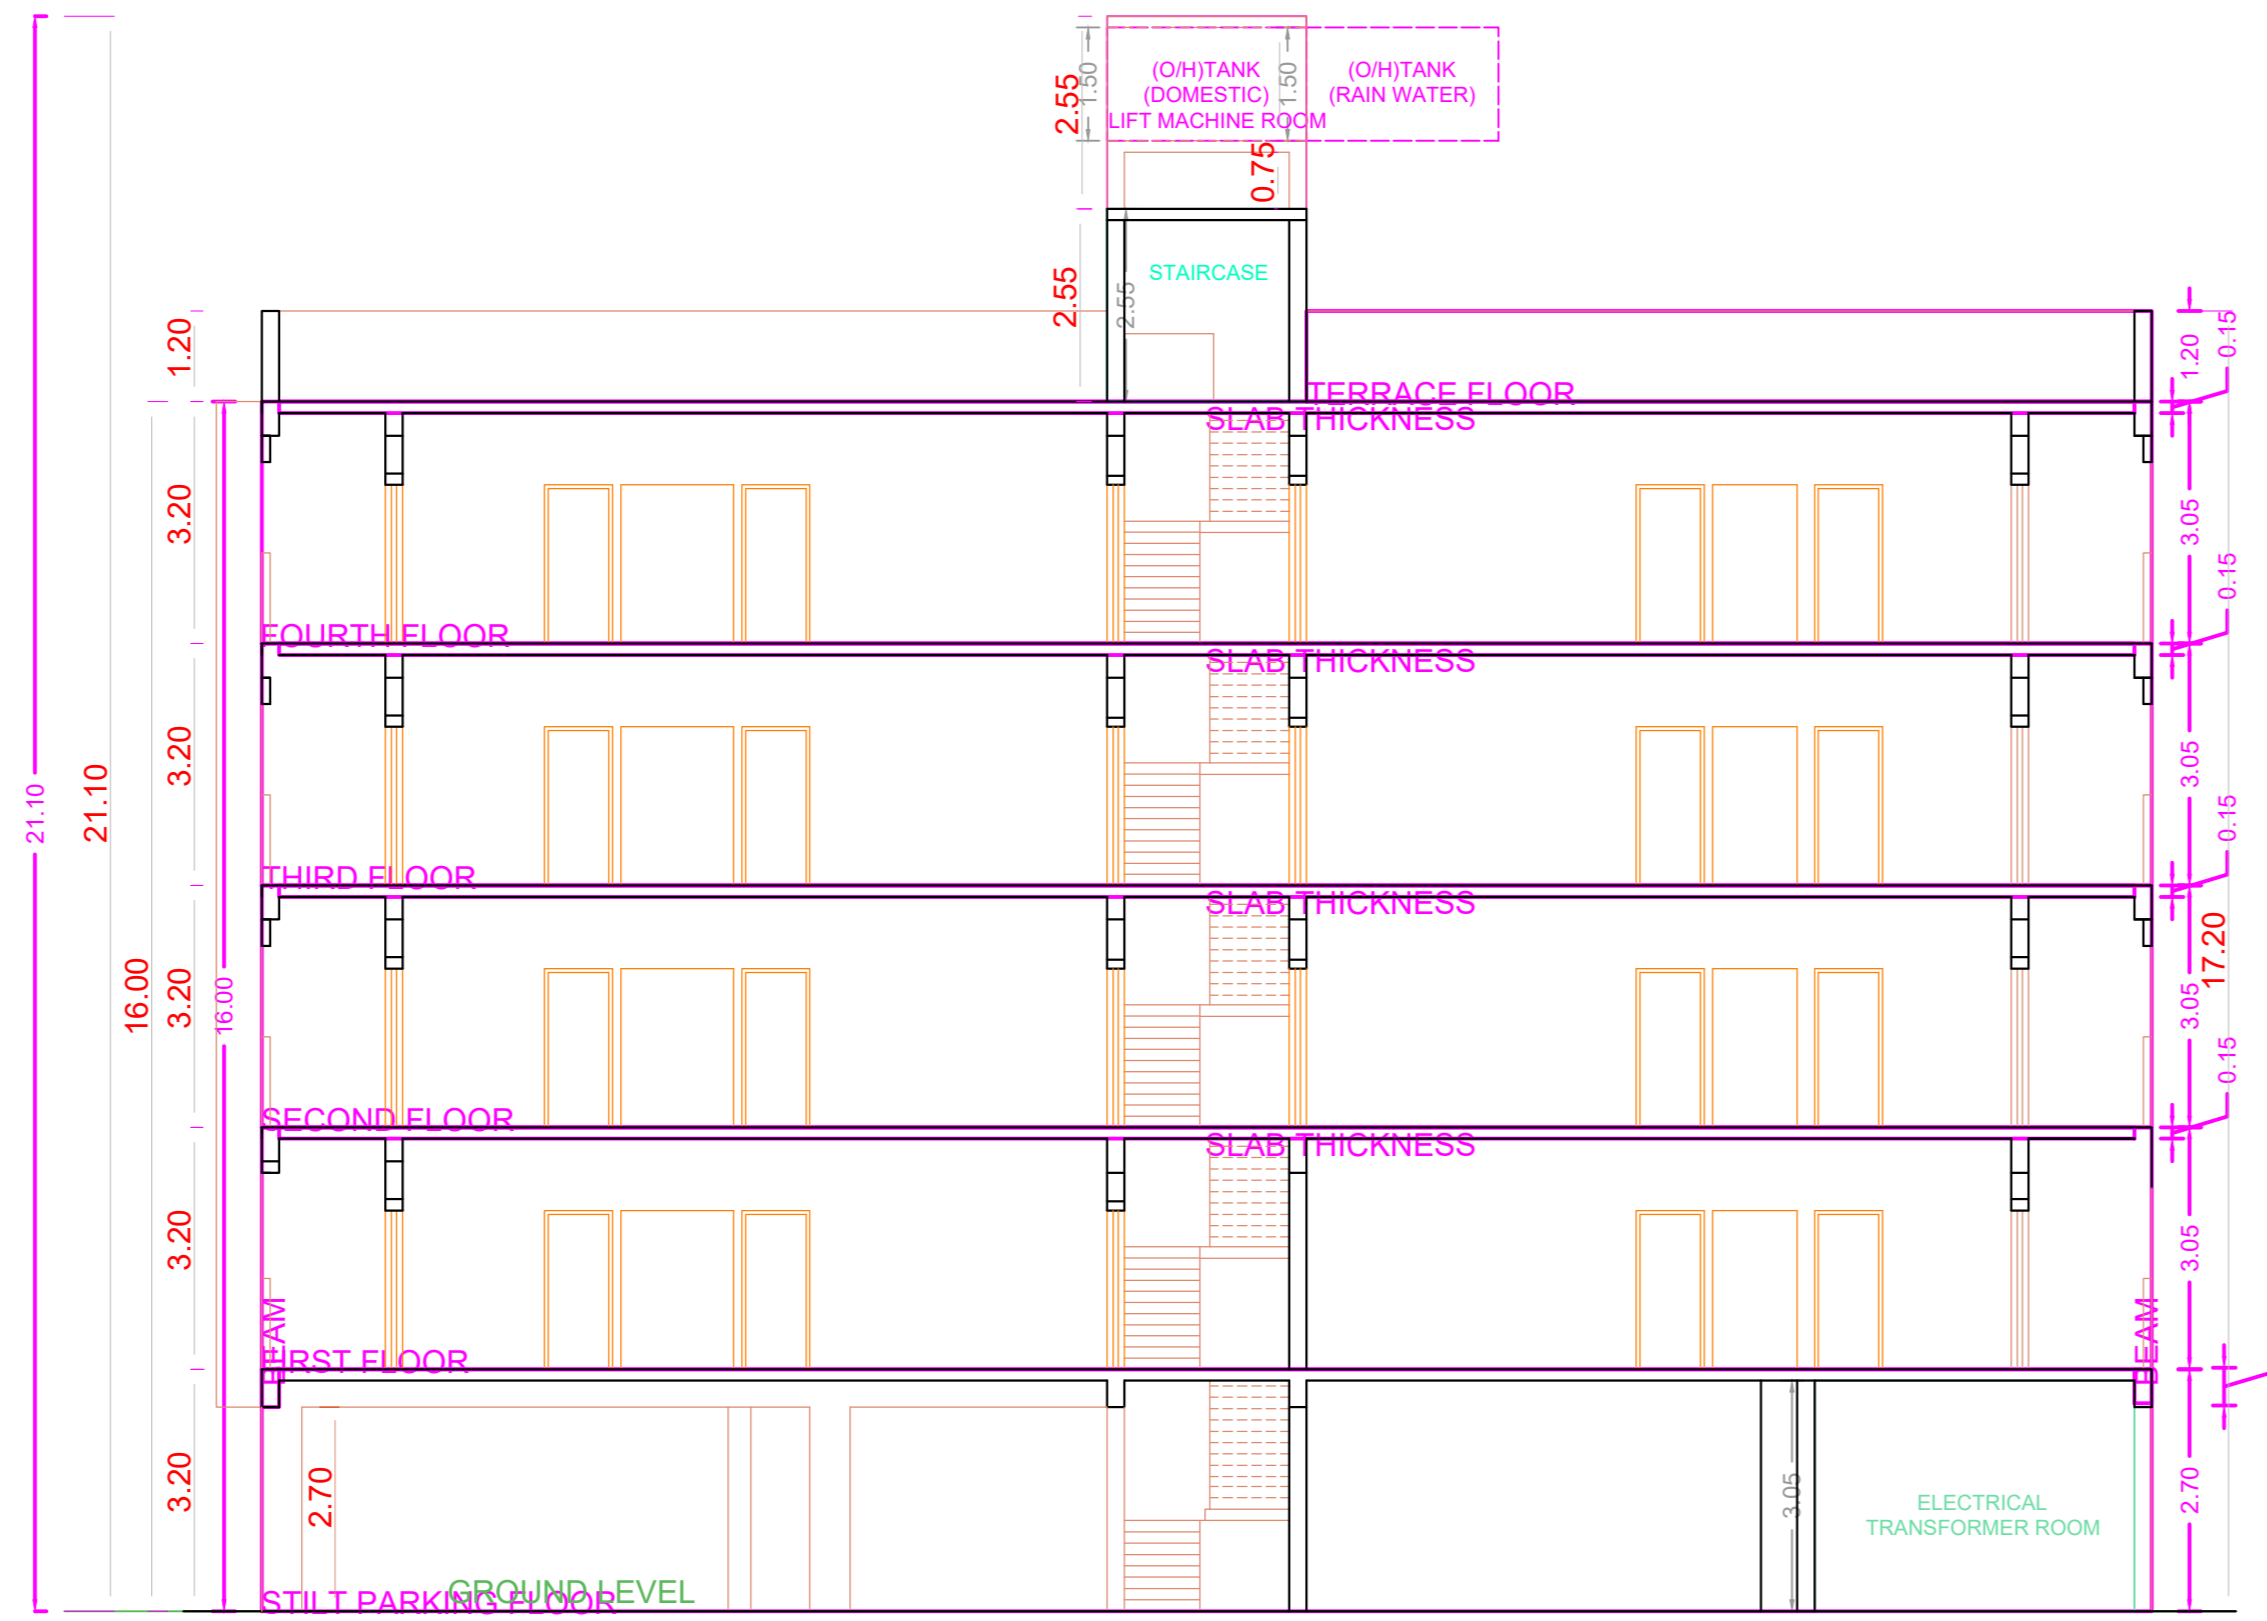 (O/H)TANK
(DOMESTIC)
LIFT MACHINE ROOM
(O/H)TANK
(RAIN WATER)
1.50
1.50
2.55
0.75
STAIRCASE
2.55
2.55
1.20
1.20
0.15
TERRACE FLOOR
SLAB THICKNESS
3.20
3.05
0.15
FOURTH FLOOR
SLAB THICKNESS
21.10
21.10
3.20
3.05
0.15
THIRD FLOOR
SLAB THICKNESS
16.00
3.20
16.00
3.05
17.20
0.15
SECOND FLOOR
SLAB THICKNESS
3.20
3.05
BEAM
BEAM
FIRST FLOOR
3.20
2.70
3.05
ELECTRICAL
TRANSFORMER ROOM
2.70
GROUND LEVEL
STILT PARKING FLOOR